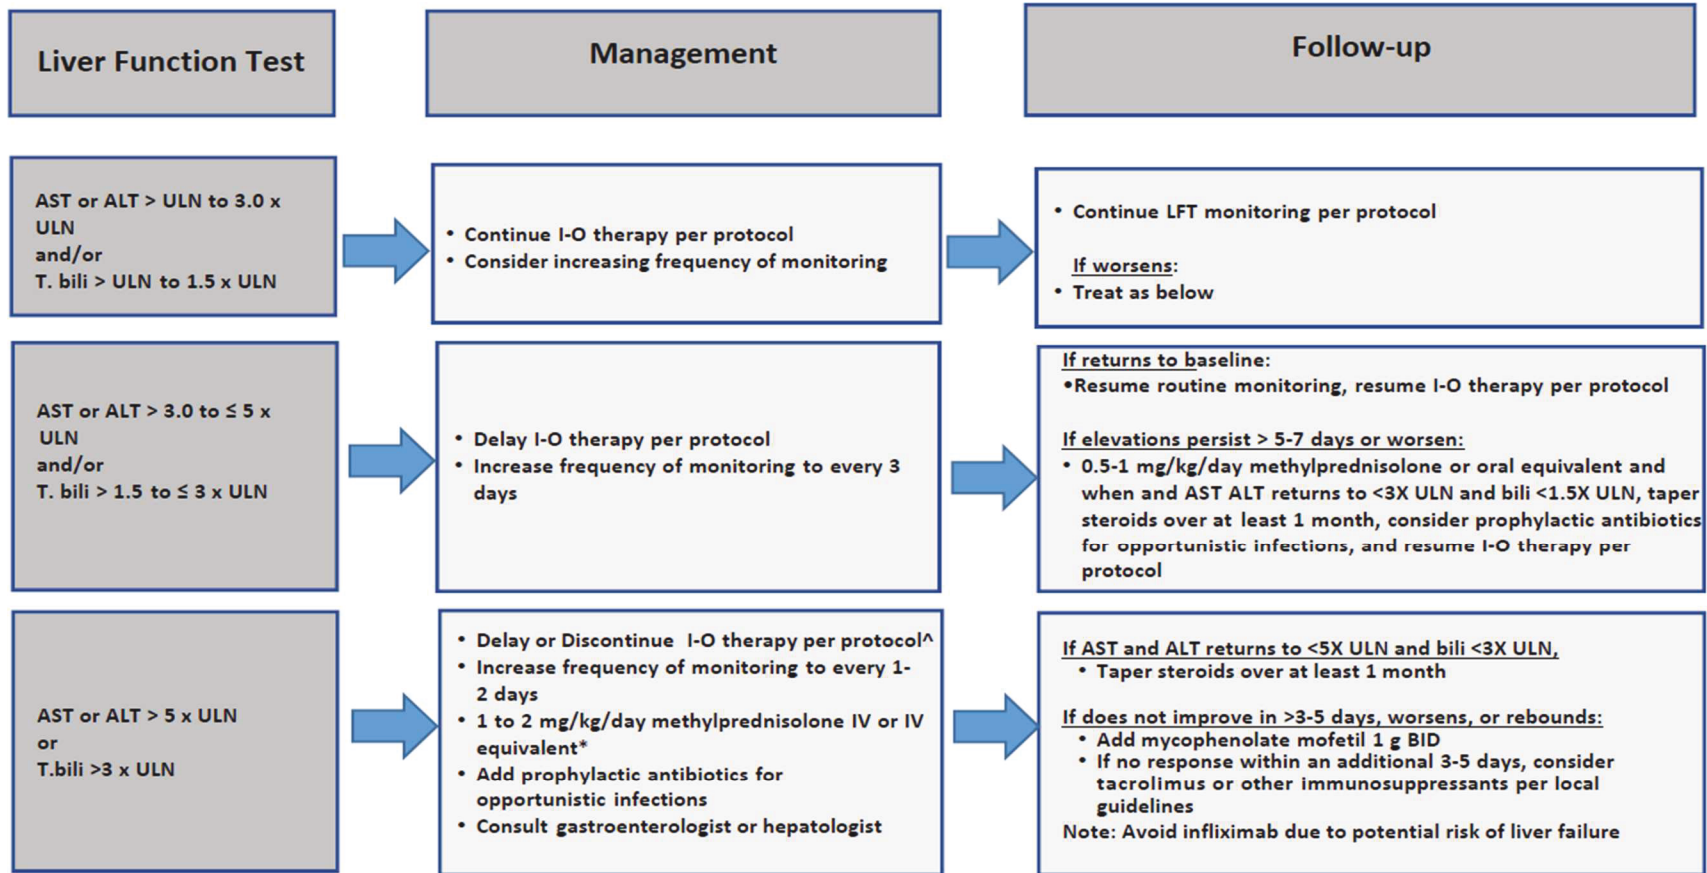 Liver Function Test
Management
Follow-up
AST or ALT > ULN to 3.0 x
ULN
and/or
T. bili > ULN to 1.5 x ULN
• Continue I-O therapy per protocol
• Consider increasing frequency of monitoring
• Continue LFT monitoring per protocol
If worsens:
• Treat as below
AST or ALT > 3.0 to ≤ 5 x
ULN
and/or
T. bili > 1.5 to ≤ 3 x ULN
• Delay I-O therapy per protocol
• Increase frequency of monitoring to every 3
days
If returns to baseline:
•Resume routine monitoring, resume I-O therapy per protocol
If elevations persist > 5-7 days or worsen:
• 0.5-1 mg/kg/day methylprednisolone or oral equivalent and
when and AST ALT returns to <3X ULN and bili <1.5X ULN, taper
steroids over at least 1 month, consider prophylactic antibiotics
for opportunistic infections, and resume I-O therapy per
protocol
AST or ALT > 5 x ULN
or
T.bili >3 x ULN
• Delay or Discontinue I-O therapy per protocol^
• Increase frequency of monitoring to every 1-
2 days
• 1 to 2 mg/kg/day methylprednisolone IV or IV
equivalent*
• Add prophylactic antibiotics for
opportunistic infections
• Consult gastroenterologist or hepatologist
If AST and ALT returns to <5X ULN and bili <3X ULN,
• Taper steroids over at least 1 month
If does not improve in >3-5 days, worsens, or rebounds:
• Add mycophenolate mofetil 1 g BID
• If no response within an additional 3-5 days, consider
tacrolimus or other immunosuppressants per local
guidelines
Note: Avoid infliximab due to potential risk of liver failure